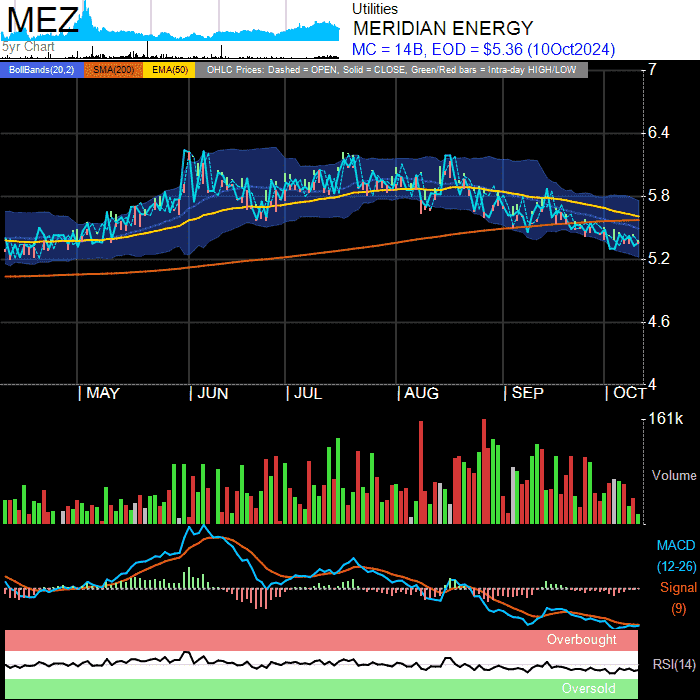 MEZ
5yr Chart
Utilities
MERIDIAN ENERGY
MC = 14B, EOD = $5.36 (10Oct2024)
BollBands(20,2) SMA(200) EMA(50) OHLC Prices: Dashed = OPEN, Solid = CLOSE, Green/Red bars = Intra-day HIGH/LOW
7
6.4
5.8
5.2
4.6
4
| MAY | JUN | JUL | AUG | SEP | OCT
161k
Volume
MACD
(12-26)
Signal
(9)
Overbought
RSI(14)
Oversold